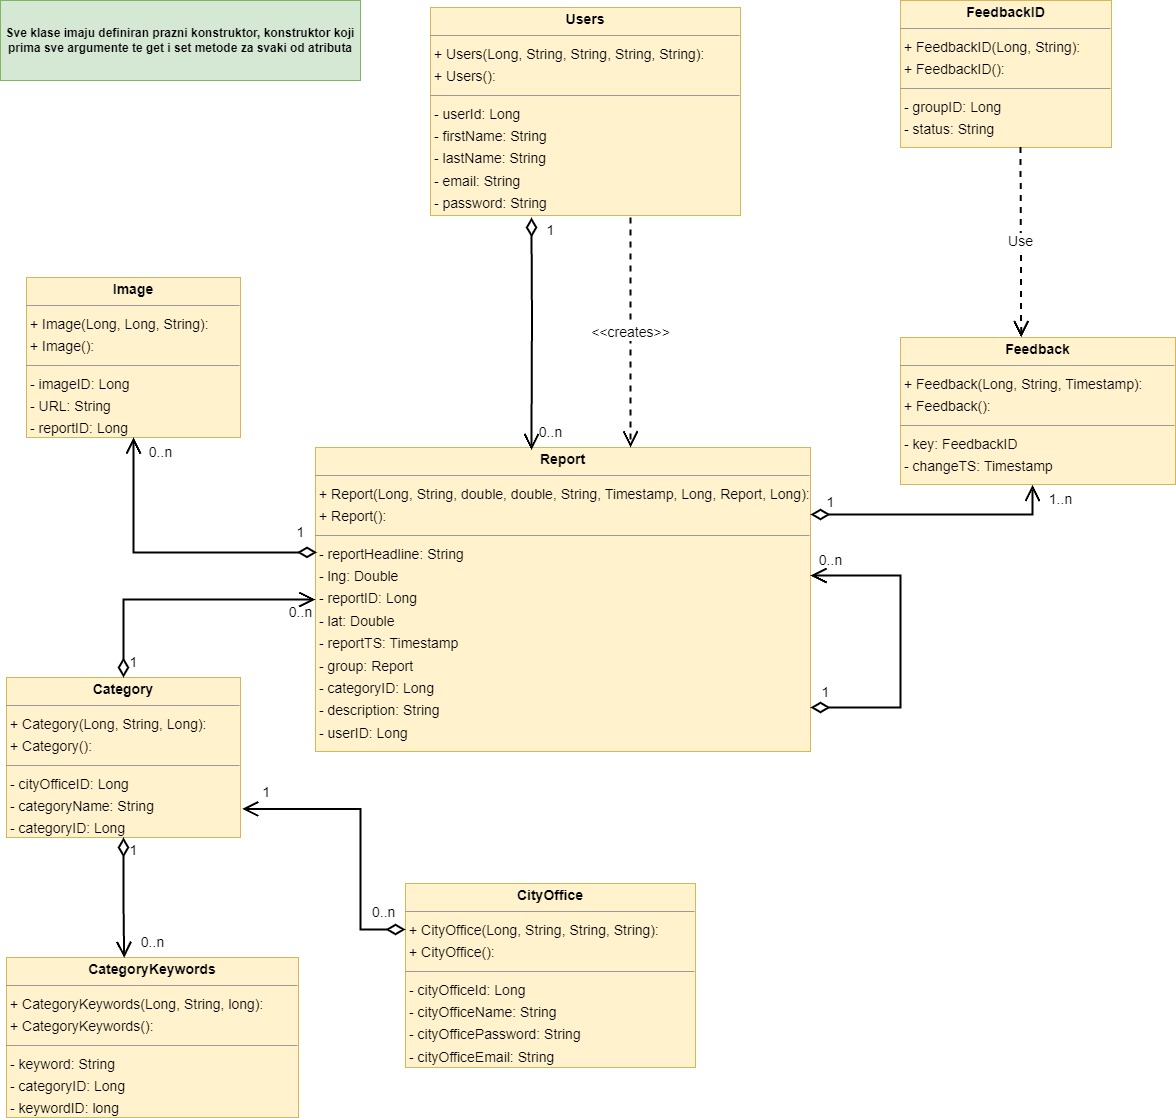 Sve klase imaju definiran prazni konstruktor, konstruktor koji
prima sve argumente te get i set metode za svaki od atributa
Users
+ Users(Long, String, String, String, String):
+ Users():
- userId: Long
- firstName: String
- lastName: String
- email: String
- password: String
FeedbackID
+ FeedbackID(Long, String):
+ FeedbackID():
- groupID: Long
- status: String
1
Use
<<creates>>
0..n
Image
+ Image(Long, Long, String):
+ Image():
- imageID: Long
- URL: String
- reportID: Long
0..n
Feedback
+ Feedback(Long, String, Timestamp):
+ Feedback():
- key: FeedbackID
- changeTS: Timestamp
1..n
Report
+ Report(Long, String, double, double, String, Timestamp, Long, Report, Long):
+ Report():
- reportHeadline: String
- lng: Double
- reportID: Long
- lat: Double
- reportTS: Timestamp
- group: Report
- categoryID: Long
- description: String
- userID: Long
1
1
0..n
1
0..n
1
Category
+ Category(Long, String, Long):
+ Category():
- cityOfficeID: Long
- categoryName: String
- categoryID: Long
1
1
0..n
0..n
CityOffice
+ CityOffice(Long, String, String, String):
+ CityOffice():
- cityOfficeId: Long
- cityOfficeName: String
- cityOfficePassword: String
- cityOfficeEmail: String
CategoryKeywords
+ CategoryKeywords(Long, String, long):
+ CategoryKeywords():
- keyword: String
- categoryID: Long
- keywordID: long